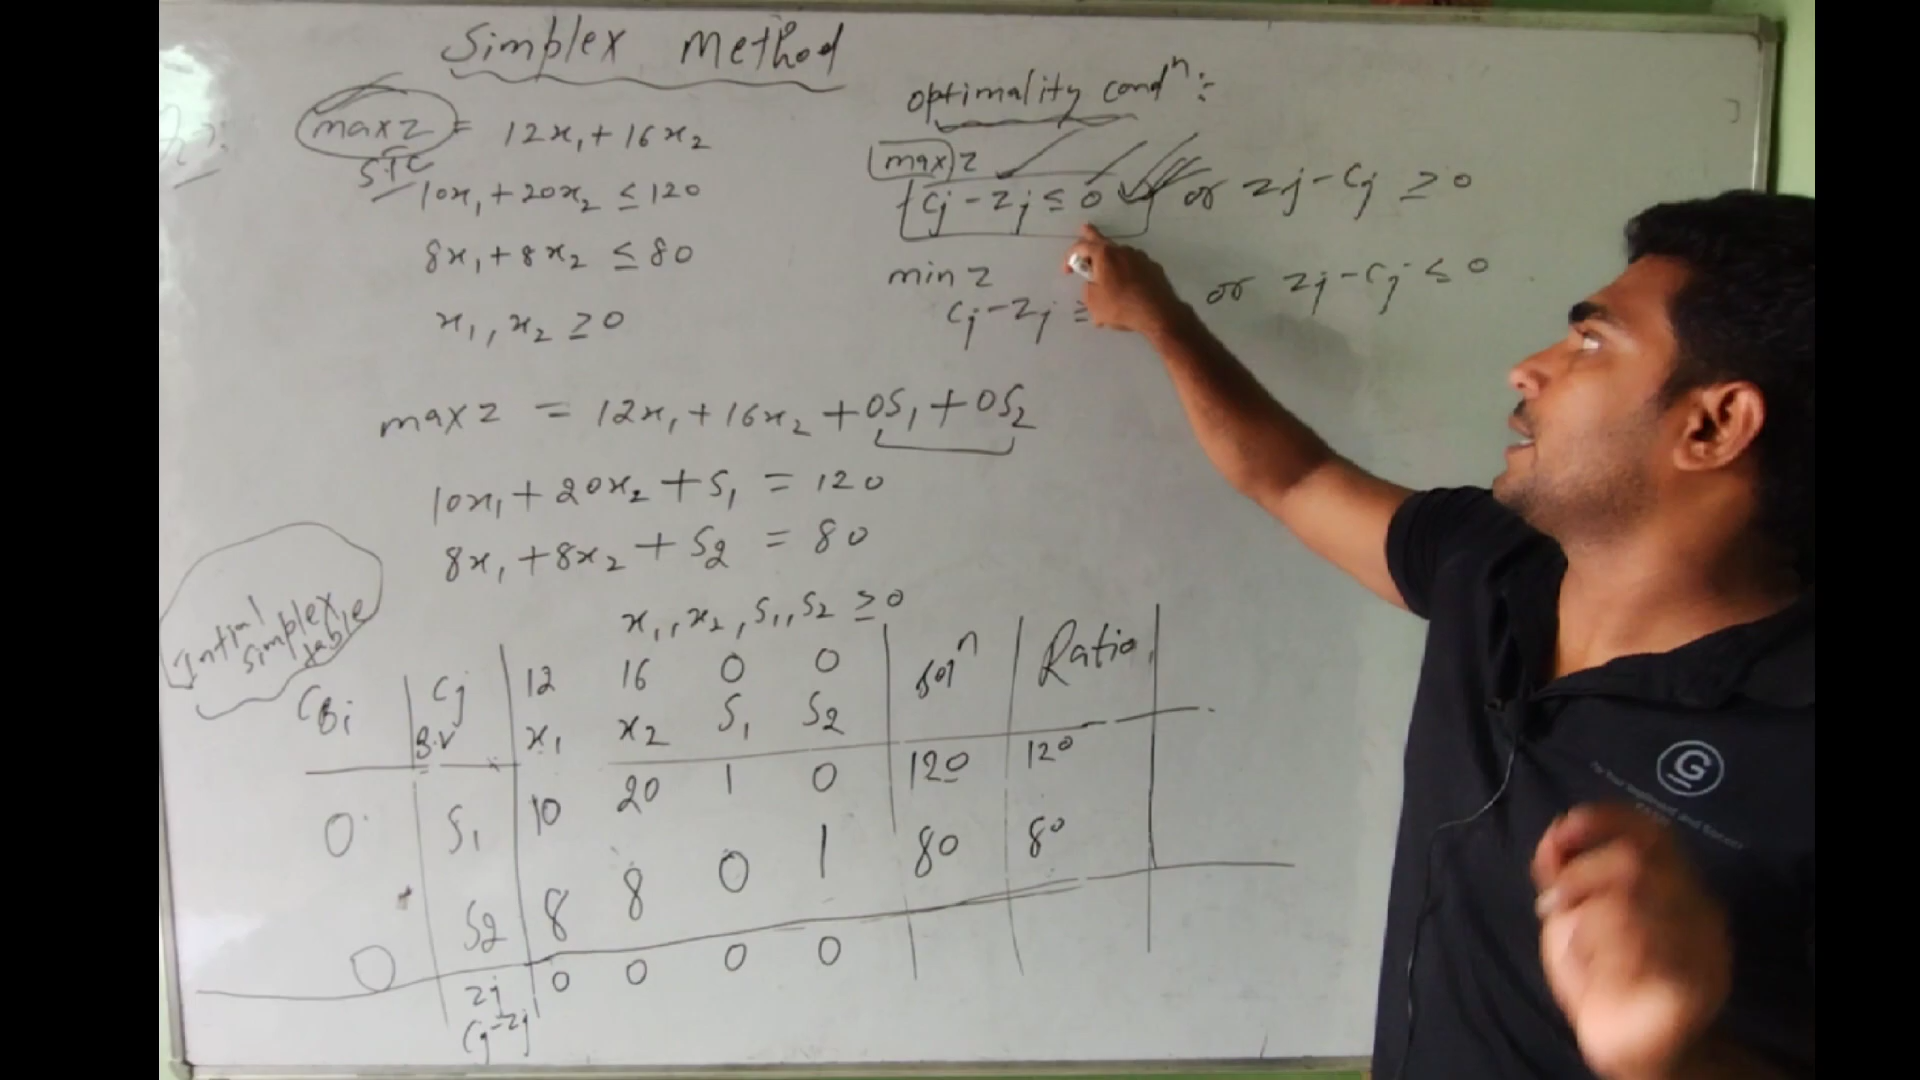 Simplex Method
max z = 12x₁ + 16x₂
STC
10x₁ + 20x₂ ≤ 120
8x₁ + 8x₂ ≤ 80
x₁, x₂ ≥ 0
optimality condⁿ:
max z
Cj - Zj ≤ 0 or Zj - Cj ≥ 0
min z
Cj - Zj ≥ or Zj - Cj ≤ 0
max z = 12x₁ + 16x₂ + 0S₁ + 0S₂
10x₁ + 20x₂ + S₁ = 120
8x₁ + 8x₂ + S₂ = 80
x₁, x₂, S₁, S₂ ≥ 0
Intial
simplex
table
CBi Cj 12 16 0 0 solⁿ Ratio
B.V x₁ x₂ S₁ S₂
0 S₁ 10 20 1 0 120 120
0 S₂ 8 8 0 1 80 80
Zj 0 0 0 0
Cj-Zj
G